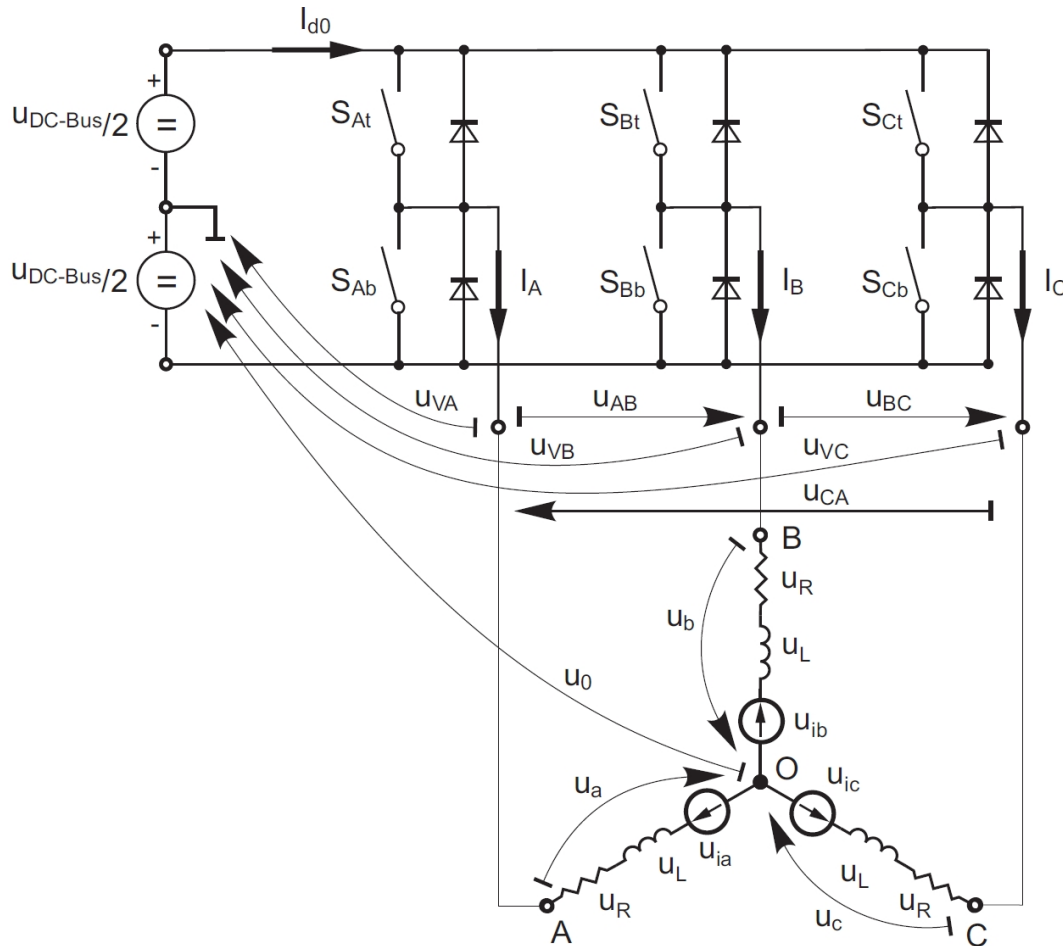 I_d0
+
u_DC-Bus/2
=
-
S_At
S_Bt
S_Ct
+
u_DC-Bus/2
=
-
S_Ab
I_A
S_Bb
I_B
S_Cb
I_C
u_VA
u_AB
u_BC
u_VB
u_VC
u_CA
B
u_R
u_b
u_L
u_0
u_ib
O
u_a
u_ic
u_ia
u_L
u_L
u_R
u_R
u_c
A
C